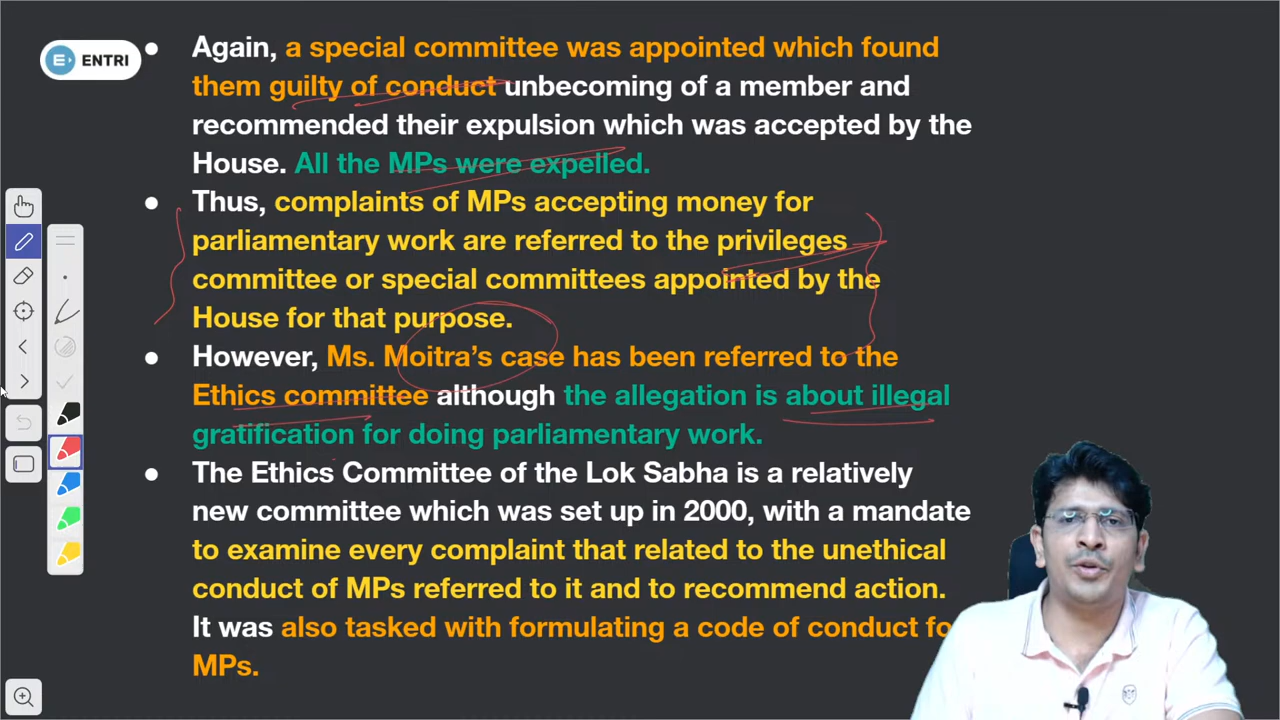 ENTRI
Again, a special committee was appointed which found
them guilty of conduct unbecoming of a member and
recommended their expulsion which was accepted by the
House. All the MPs were expelled.
Thus, complaints of MPs accepting money for
parliamentary work are referred to the privileges
committee or special committees appointed by the
House for that purpose.
However, Ms. Moitra's case has been referred to the
Ethics committee although the allegation is about illegal
gratification for doing parliamentary work.
The Ethics Committee of the Lok Sabha is a relatively
new committee which was set up in 2000, with a mandate
to examine every complaint that related to the unethical
conduct of MPs referred to it and to recommend action.
It was also tasked with formulating a code of conduct fo
MPs.